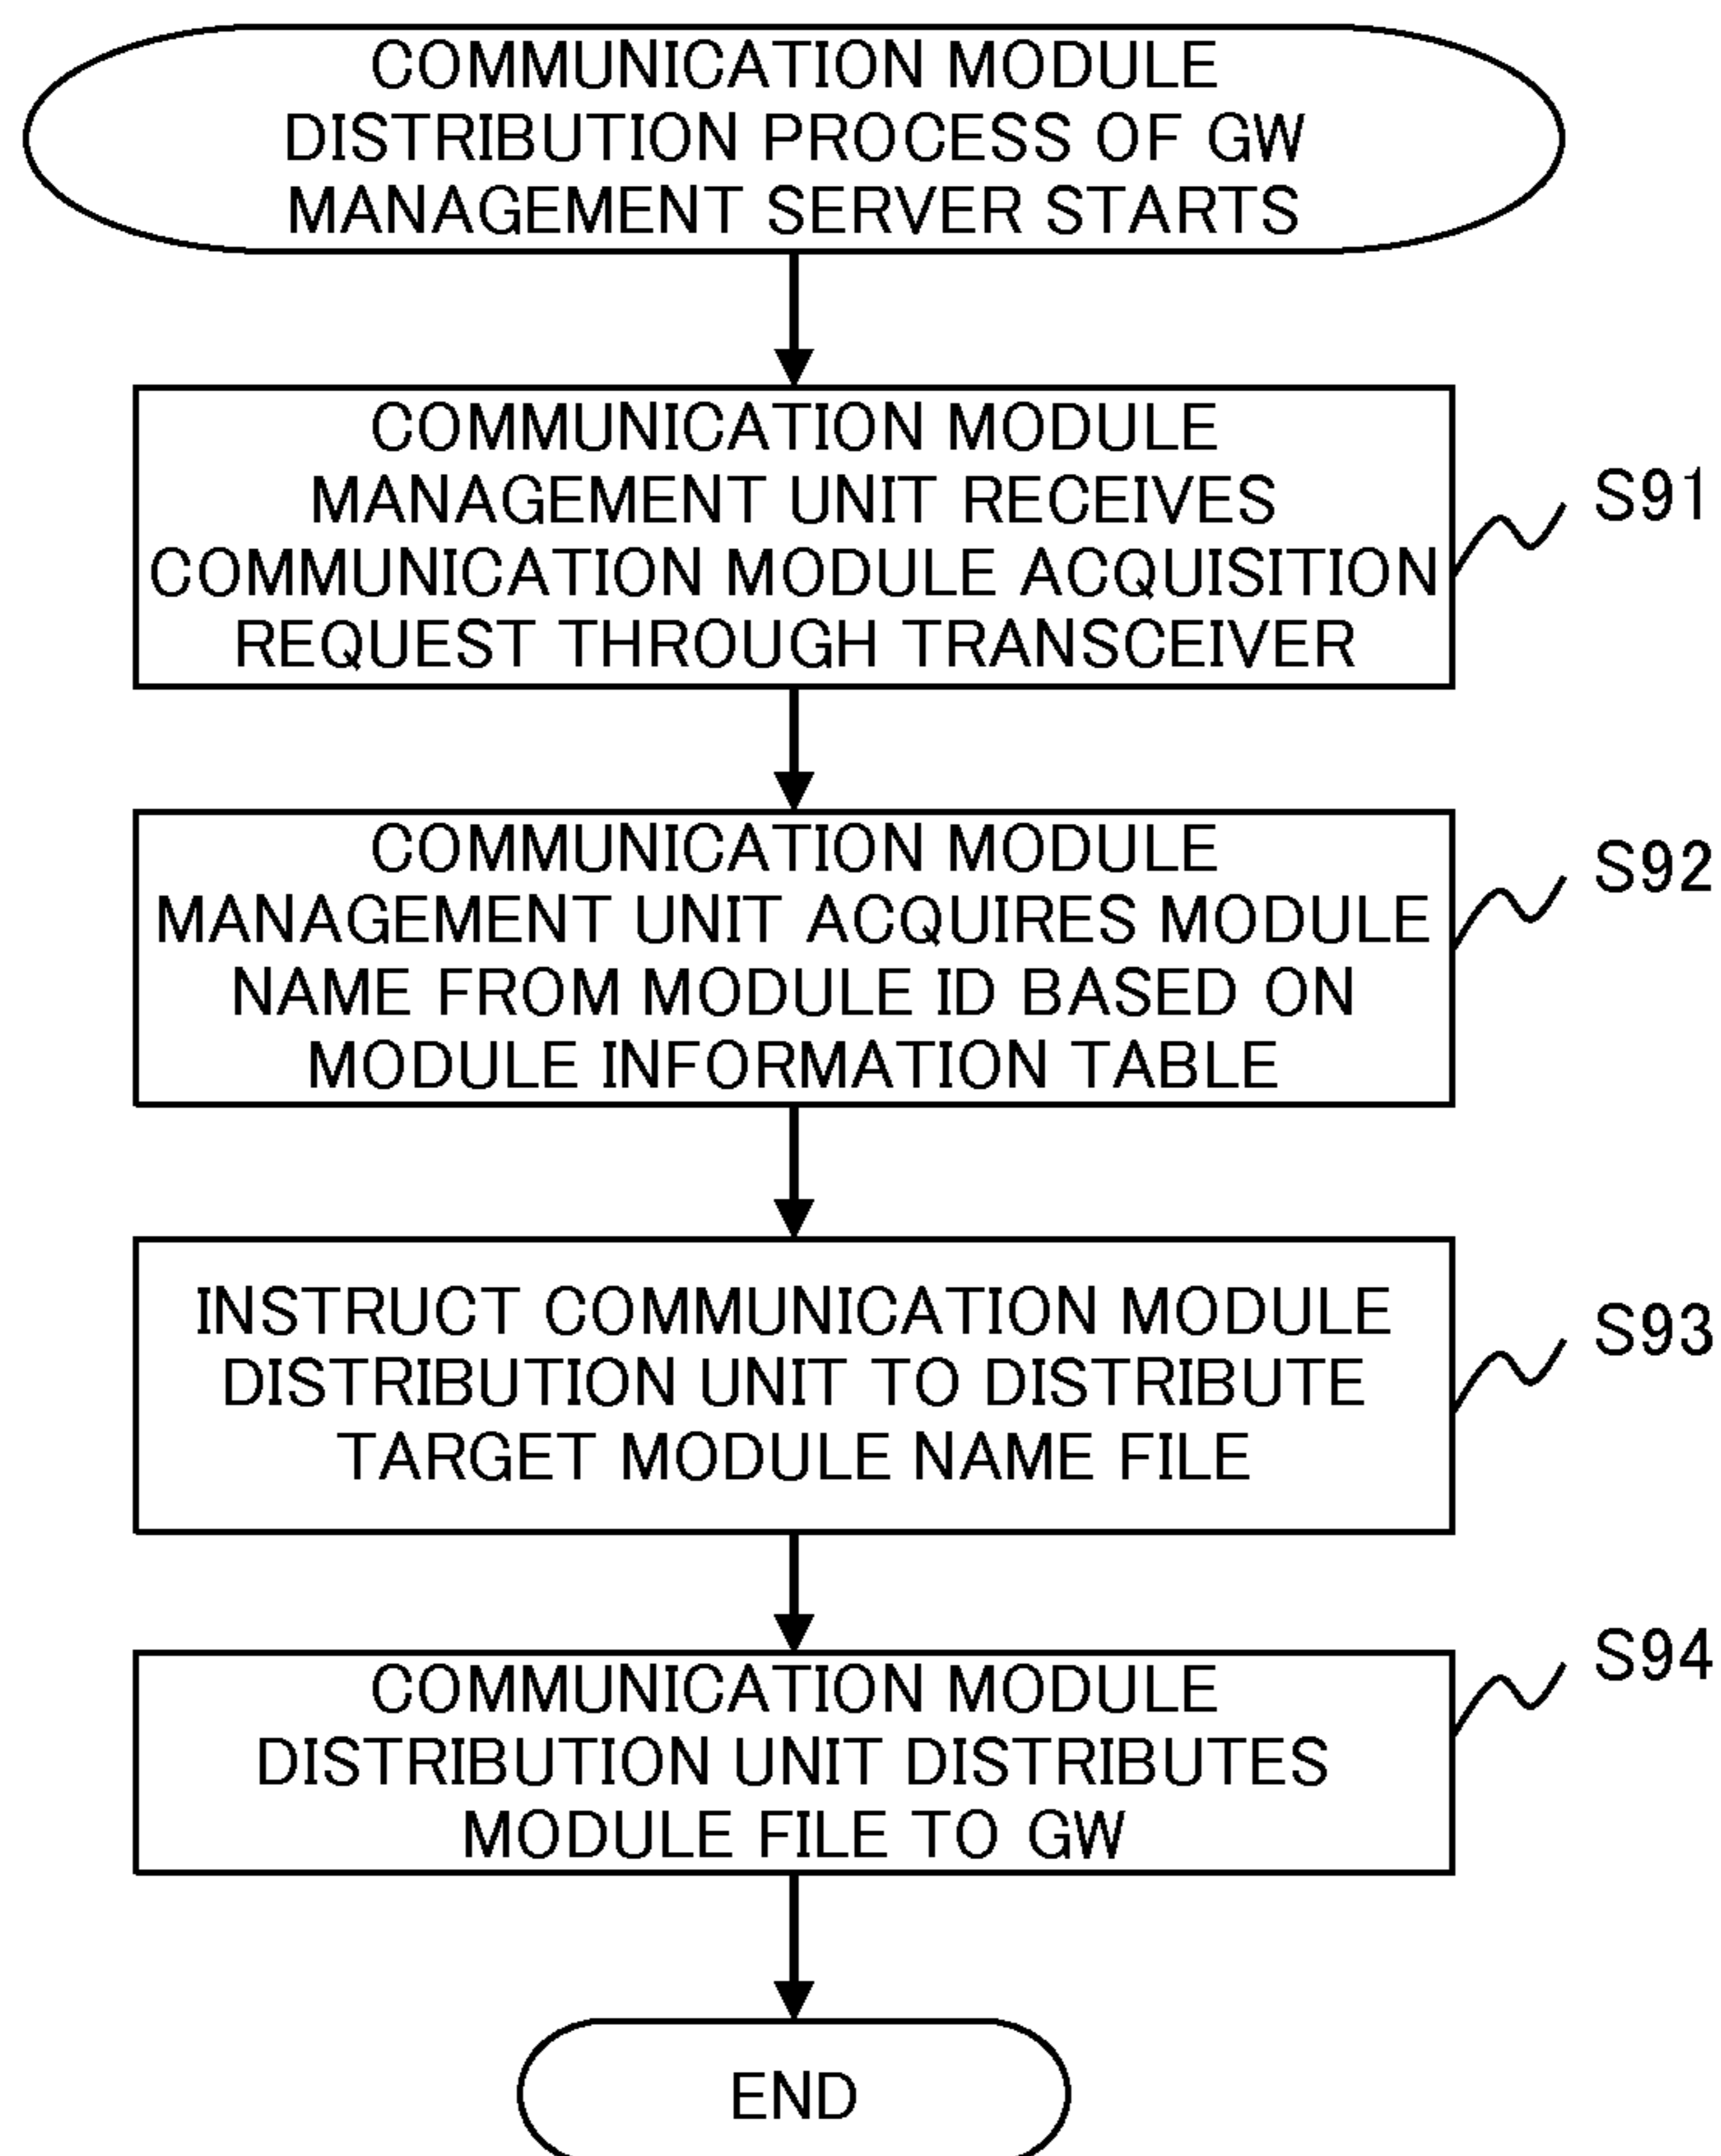 COMMUNICATION MODULE
DISTRIBUTION PROCESS OF GW
MANAGEMENT SERVER STARTS
COMMUNICATION MODULE
MANAGEMENT UNIT RECEIVES
COMMUNICATION MODULE ACQUISITION
REQUEST THROUGH TRANSCEIVER
S91
COMMUNICATION MODULE
MANAGEMENT UNIT ACQUIRES MODULE
NAME FROM MODULE ID BASED ON
MODULE INFORMATION TABLE
S92
INSTRUCT COMMUNICATION MODULE
DISTRIBUTION UNIT TO DISTRIBUTE
TARGET MODULE NAME FILE
S93
COMMUNICATION MODULE
DISTRIBUTION UNIT DISTRIBUTES
MODULE FILE TO GW
S94
END